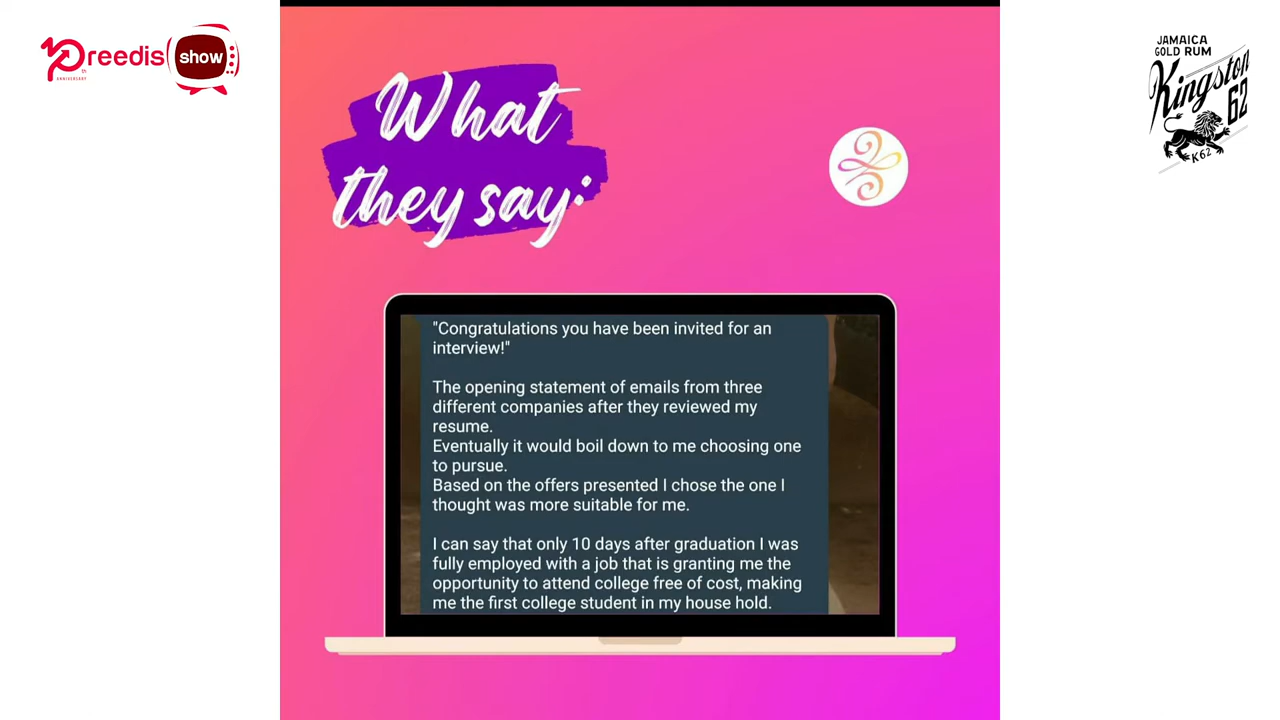 reedis show
th
ANNIVERSARY
JAMAICA
GOLD RUM
Kingston
62
K62
What
they say:
"Congratulations you have been invited for an
interview!"
The opening statement of emails from three
different companies after they reviewed my
resume.
Eventually it would boil down to me choosing one
to pursue.
Based on the offers presented I chose the one I
thought was more suitable for me.
I can say that only 10 days after graduation I was
fully employed with a job that is granting me the
opportunity to attend college free of cost, making
me the first college student in my house hold.